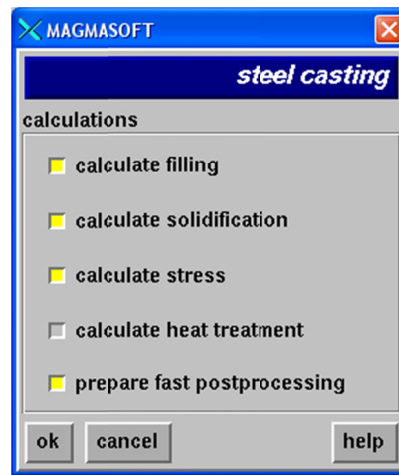 MAGMASOFT
steel casting
calculations
calculate filling
calculate solidification
calculate stress
calculate heat treatment
prepare fast postprocessing
ok cancel help